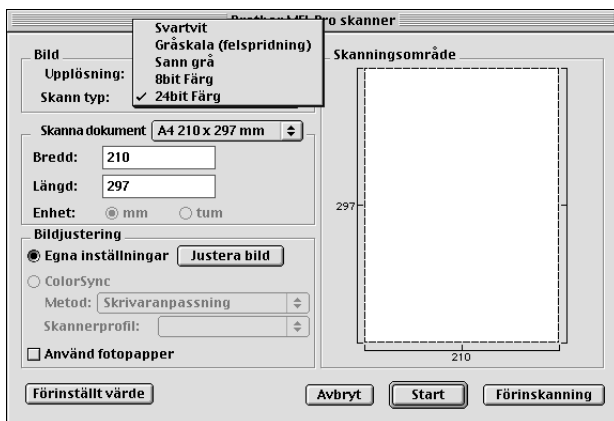 skanner
Svartvit
Gråskala (felspridning)
Sann grå
8bit Färg
✓ 24bit Färg
Bild
Upplösning:
Skann typ:
Skanna dokument A4 210 x 297 mm
Bredd: 210
Längd: 297
Enhet: mm tum
Bildjustering
Egna inställningar Justera bild
ColorSync
Metod: Skrivaranpassning
Skannerprofil:
Använd fotopapper
Skanningsområde
297
210
Förinställt värde Avbryt Start Förinskanning